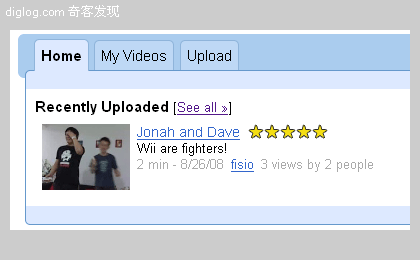 diglog.com 奇客发现
Home My Videos Upload
Recently Uploaded [See all »]
Jonah and Dave
Wii are fighters!
2 min - 8/26/08 fisio 3 views by 2 people